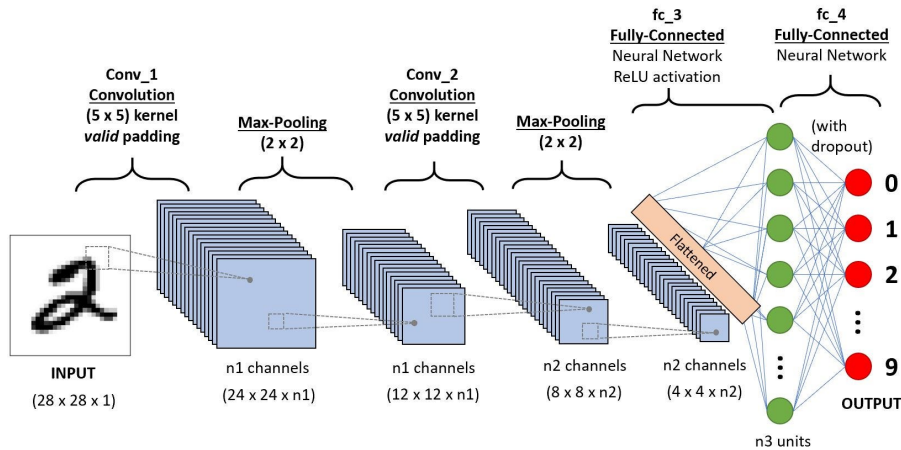 fc_3
Fully-Connected
Neural Network
ReLU activation
fc_4
Fully-Connected
Neural Network
Conv_1
Convolution
(5 x 5) kernel
valid padding
Max-Pooling
(2 x 2)
Conv_2
Convolution
(5 x 5) kernel
valid padding
Max-Pooling
(2 x 2)
(with
dropout)
Flattened
0
1
2
9
INPUT
(28 x 28 x 1)
n1 channels
(24 x 24 x n1)
n1 channels
(12 x 12 x n1)
n2 channels
(8 x 8 x n2)
n2 channels
(4 x 4 x n2)
OUTPUT
n3 units
2